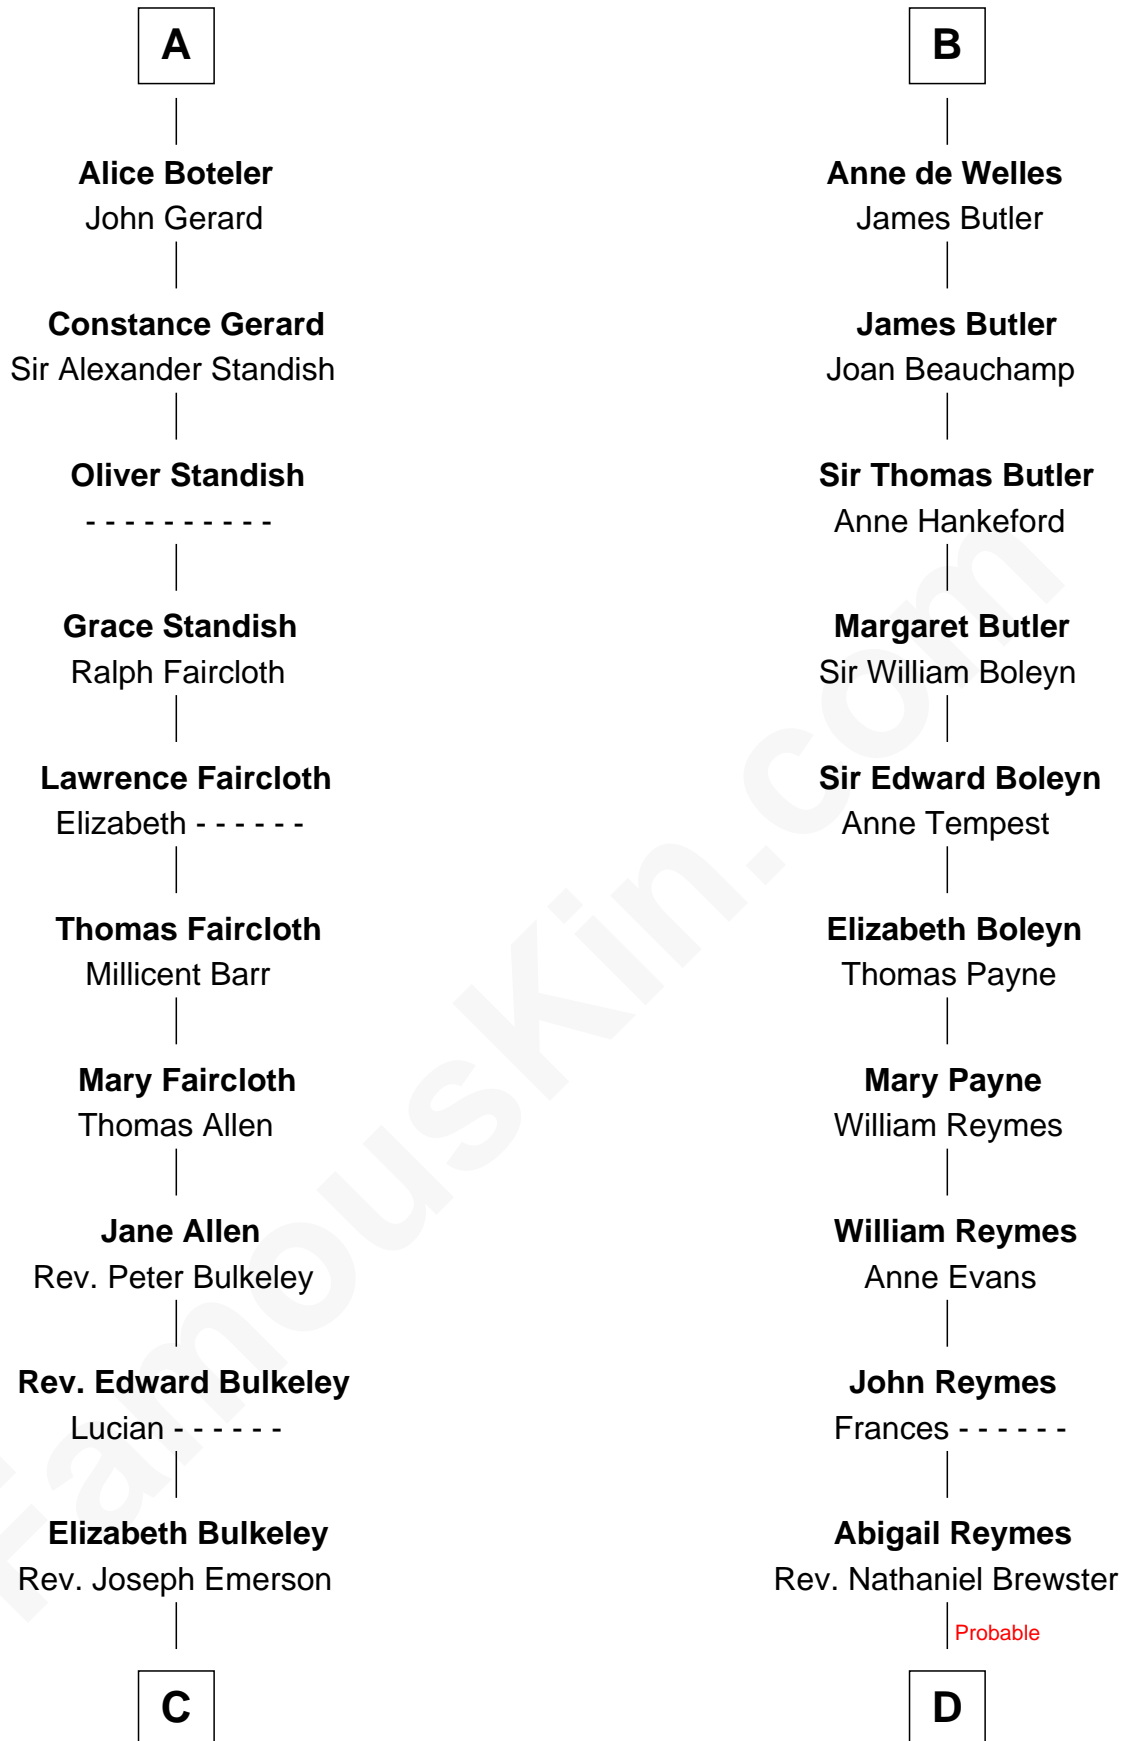 A
Alice Boteler
John Gerard
Constance Gerard
Sir Alexander Standish
Oliver Standish
- - - - - - - - - -
Grace Standish
Ralph Faircloth
Lawrence Faircloth
Elizabeth - - - - - -
Thomas Faircloth
Millicent Barr
Mary Faircloth
Thomas Allen
Jane Allen
Rev. Peter Bulkeley
Rev. Edward Bulkeley
Lucian - - - - - -
Elizabeth Bulkeley
Rev. Joseph Emerson
C
B
Anne de Welles
James Butler
James Butler
Joan Beauchamp
Sir Thomas Butler
Anne Hankeford
Margaret Butler
Sir William Boleyn
Sir Edward Boleyn
Anne Tempest
Elizabeth Boleyn
Thomas Payne
Mary Payne
William Reymes
William Reymes
Anne Evans
John Reymes
Frances - - - - - -
Abigail Reymes
Rev. Nathaniel Brewster
Probable
D
FamousKin.com